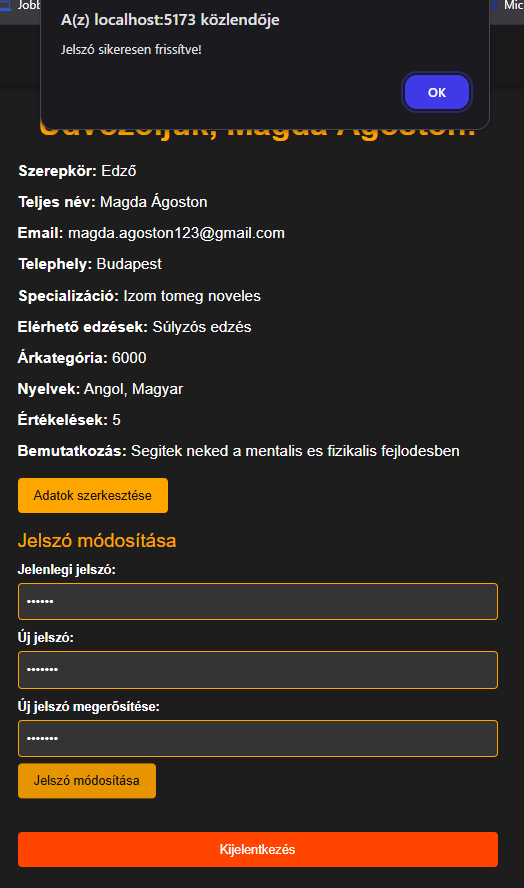 Jobb
Mic
A(z) localhost:5173 közlendője
Jelszó sikeresen frissítve!
OK
Üdvözöljük, Magda Ágoston!
Szerepkör: Edző
Teljes név: Magda Ágoston
Email: magda.agoston123@gmail.com
Telephely: Budapest
Specializáció: Izom tomeg noveles
Elérhető edzések: Súlyzós edzés
Árkategória: 6000
Nyelvek: Angol, Magyar
Értékelések: 5
Bemutatkozás: Segitek neked a mentalis es fizikalis fejlodesben
Adatok szerkesztése
Jelszó módosítása
Jelenlegi jelszó:
••••••
Új jelszó:
•••••••
Új jelszó megerősítése:
•••••••
Jelszó módosítása
Kijelentkezés